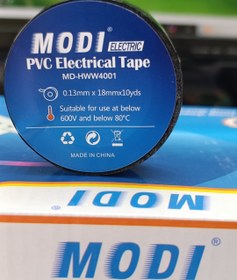 MODI® ELECTRIC
PVC Electrical Tape
MD-HWW4001
0.13mm x 18mmx10yds
Suitable for use at below
600V and below 80°C
MADE IN CHINA
MODI®
MODI®